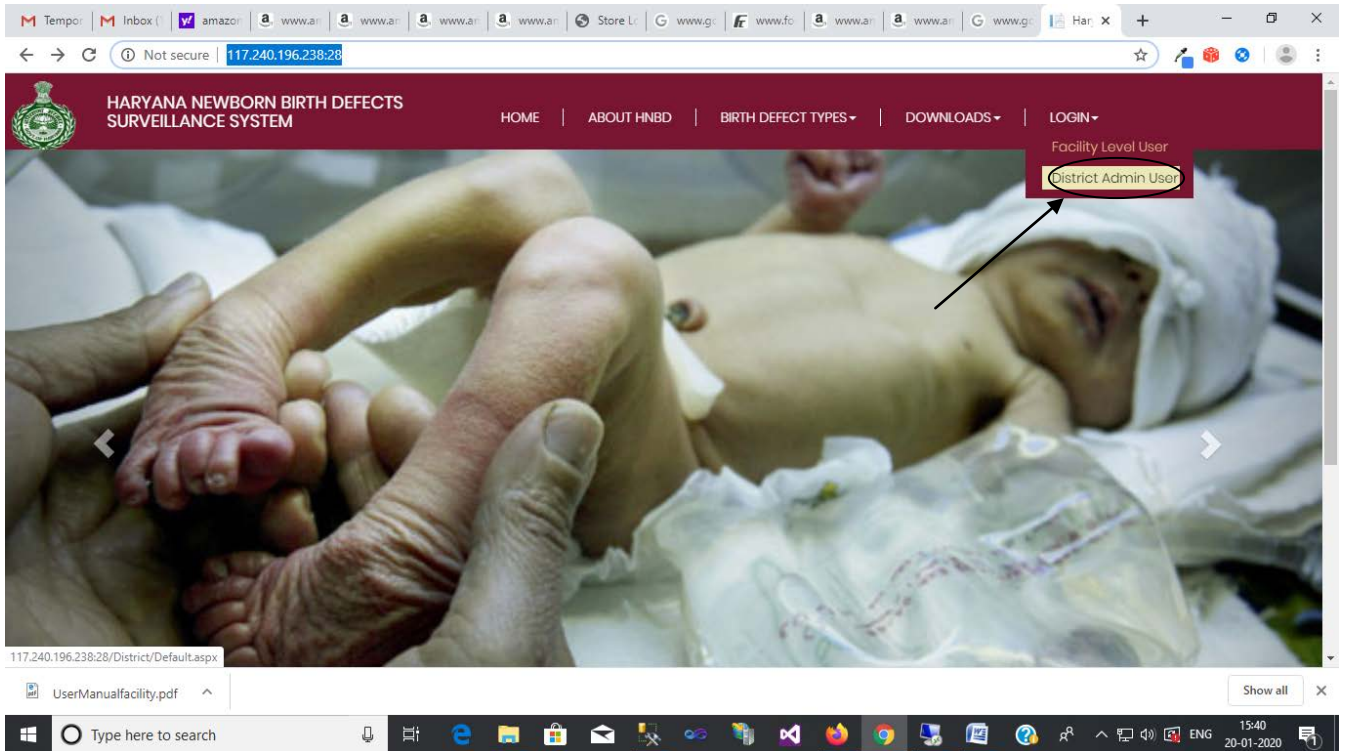 Tempor
Inbox (
amazon
www.an
www.an
www.an
www.an
Store Lo
www.go
www.fo
www.an
www.an
www.go
Har
Not secure | 117.240.196.238:28
HARYANA NEWBORN BIRTH DEFECTS
SURVEILLANCE SYSTEM
HOME | ABOUT HNBD | BIRTH DEFECT TYPES | DOWNLOADS | LOGIN
Facility Level User
District Admin User
117.240.196.238:28/District/Default.aspx
UserManualfacility.pdf
Show all
Type here to search
ENG
15:40
20-01-2020